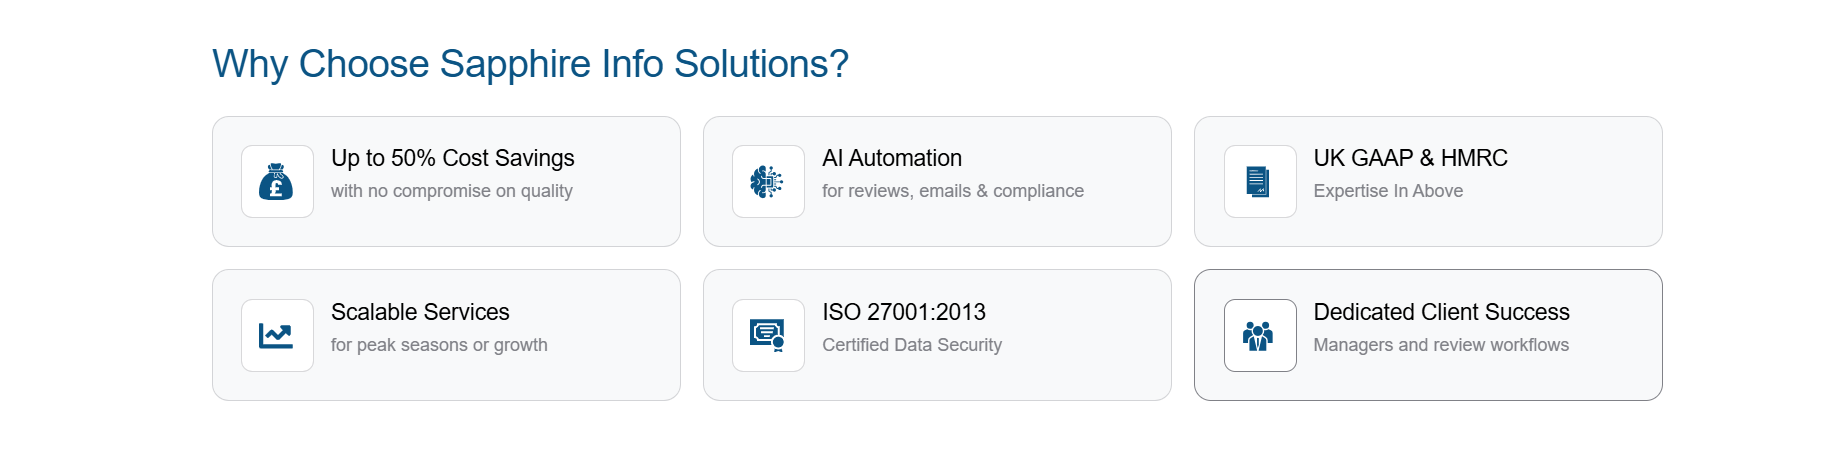 Why Choose Sapphire Info Solutions?
Up to 50% Cost Savings
with no compromise on quality
AI Automation
for reviews, emails & compliance
UK GAAP & HMRC
Expertise In Above
Scalable Services
for peak seasons or growth
ISO 27001:2013
Certified Data Security
Dedicated Client Success
Managers and review workflows